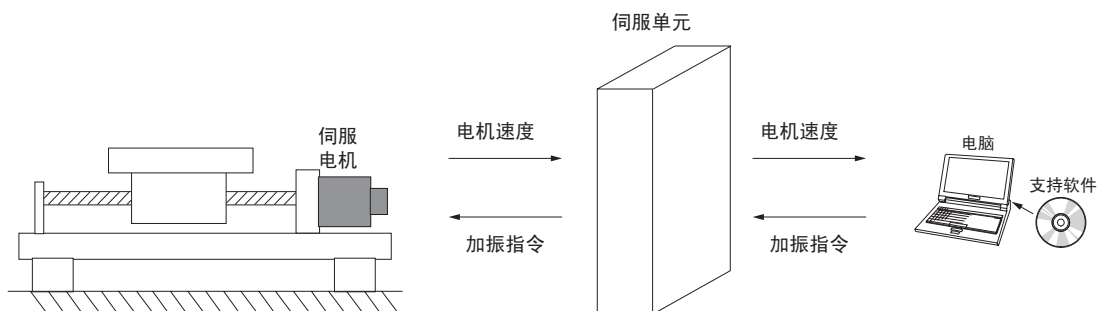 伺服单元
伺服
电机
电机速度
加振指令
电机速度
加振指令
电脑
支持软件